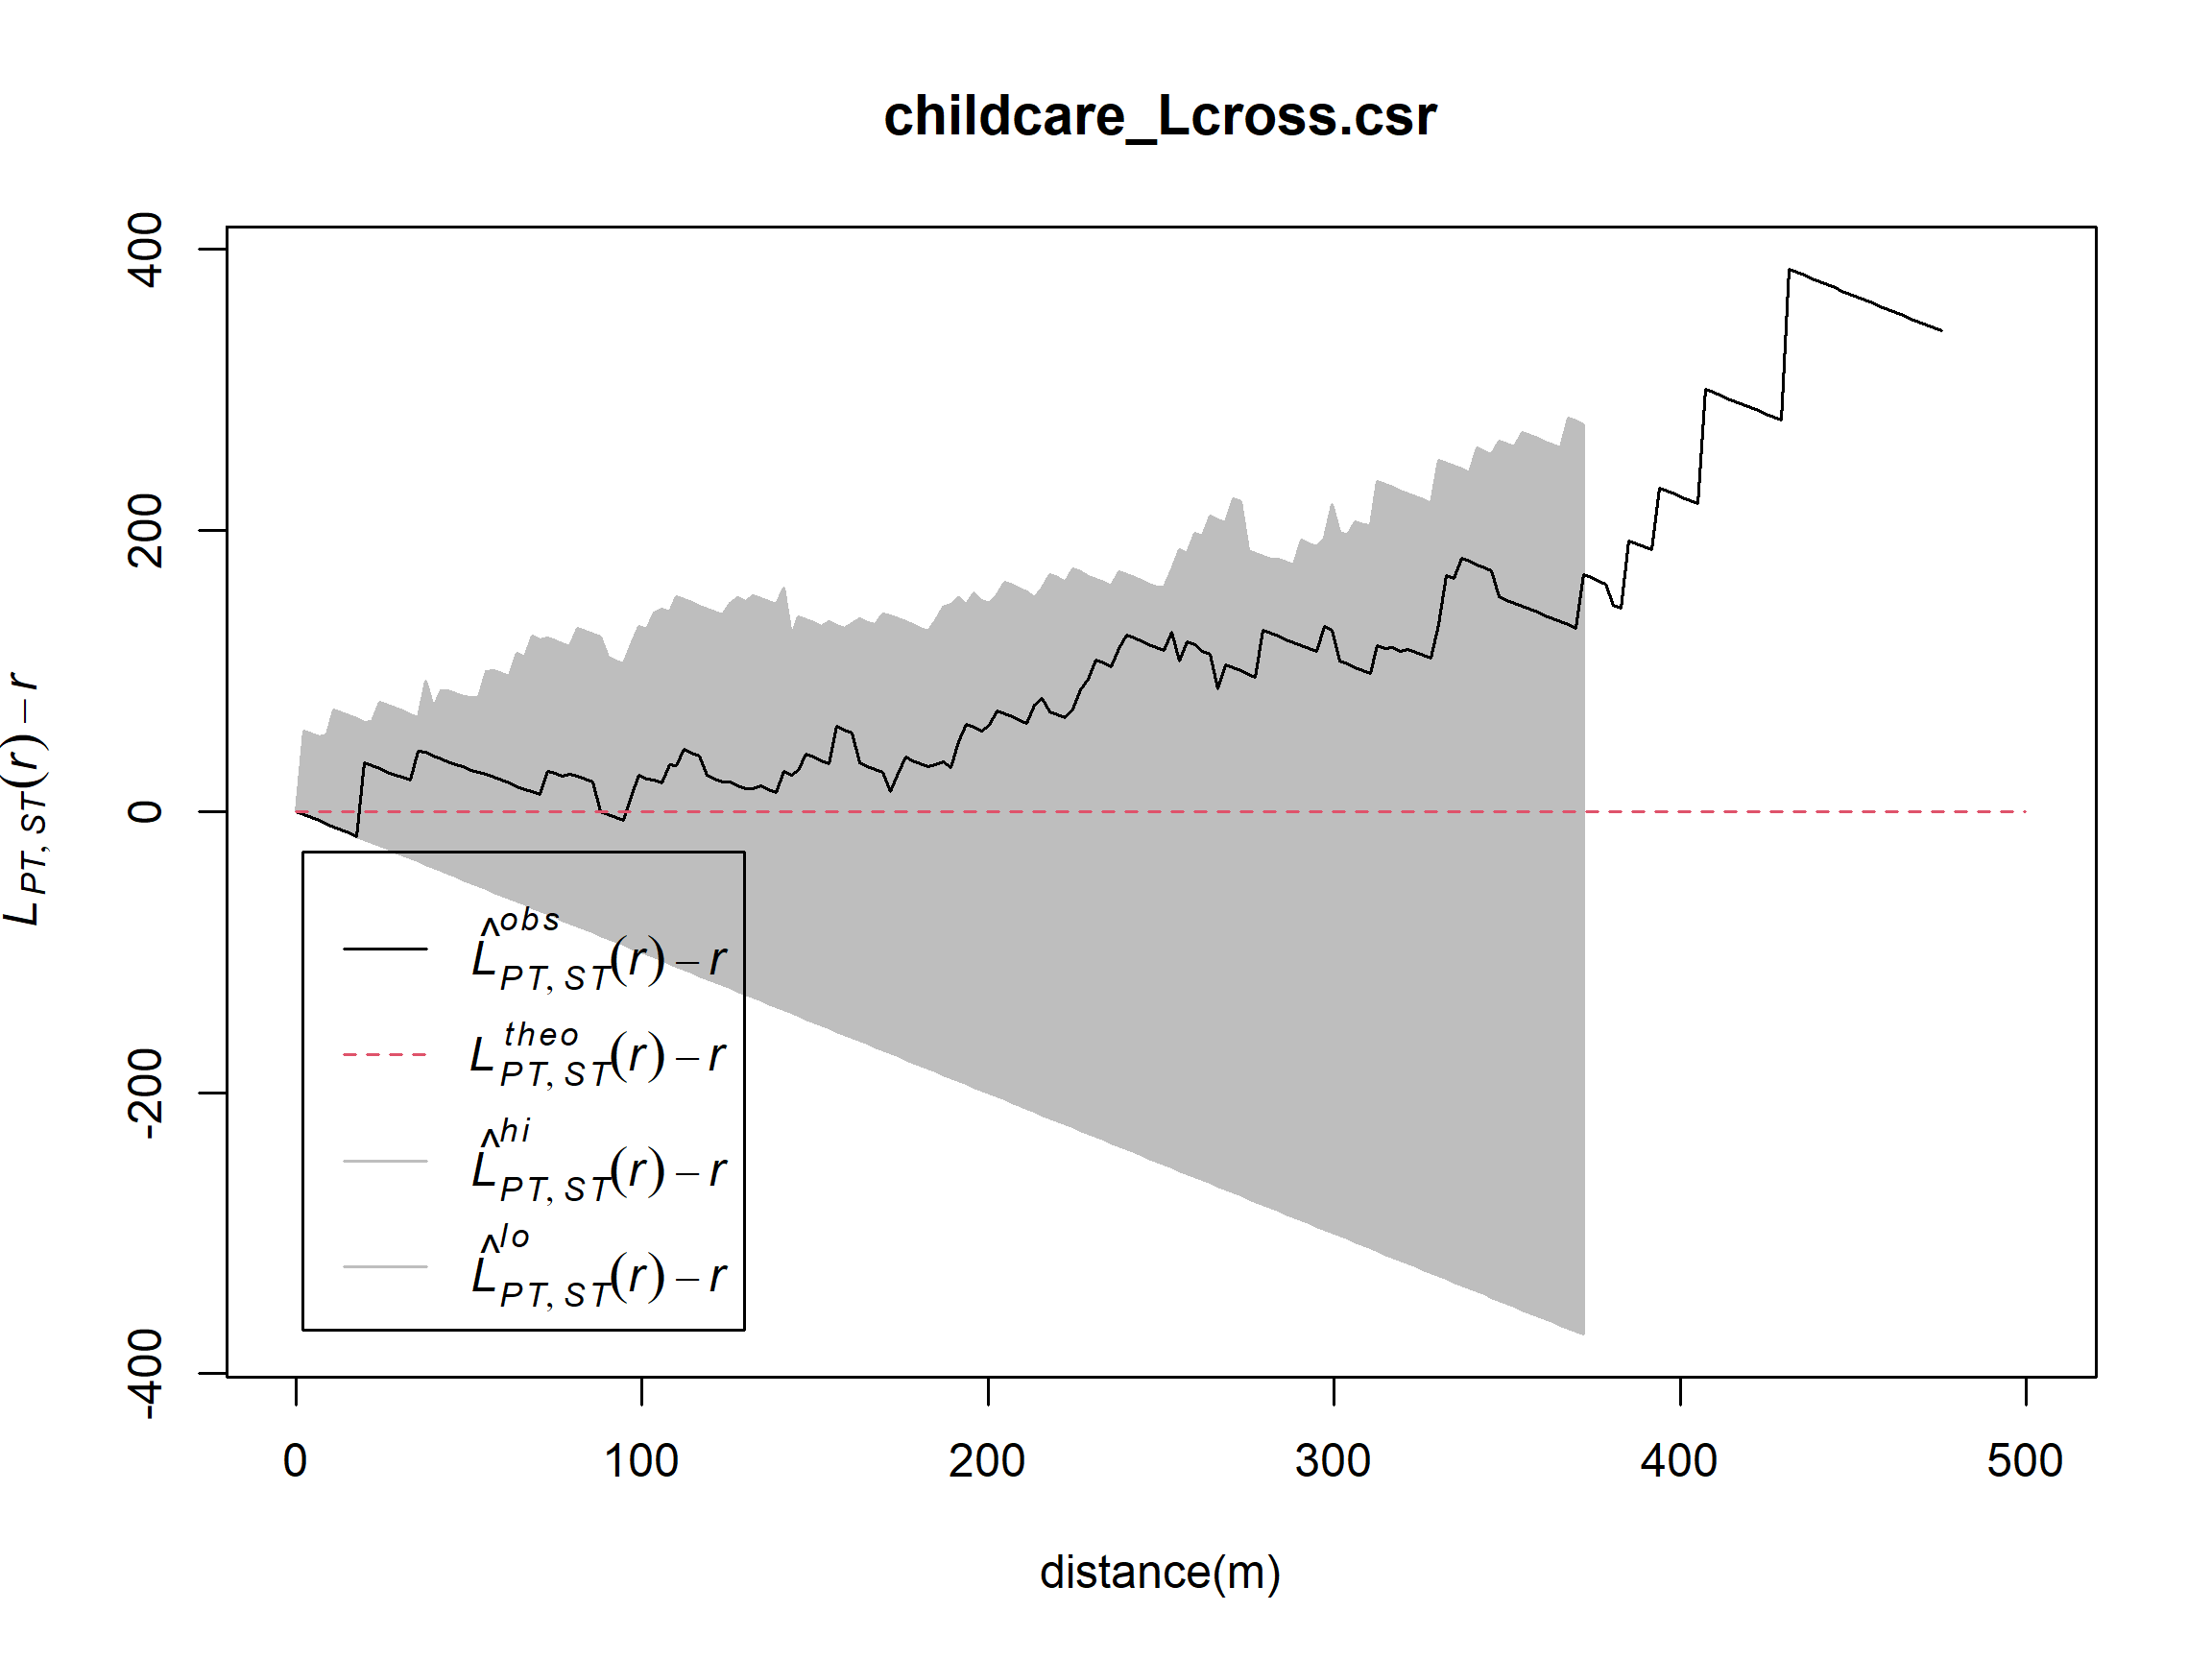 childcare_Lcross.csr
L_{PT, ST}(r) − r
400
200
0
-200
-400
L̂^{obs}_{PT, ST}(r) − r
L^{theo}_{PT, ST}(r) − r
L̂^{hi}_{PT, ST}(r) − r
L̂^{lo}_{PT, ST}(r) − r
0 100 200 300 400 500
distance(m)